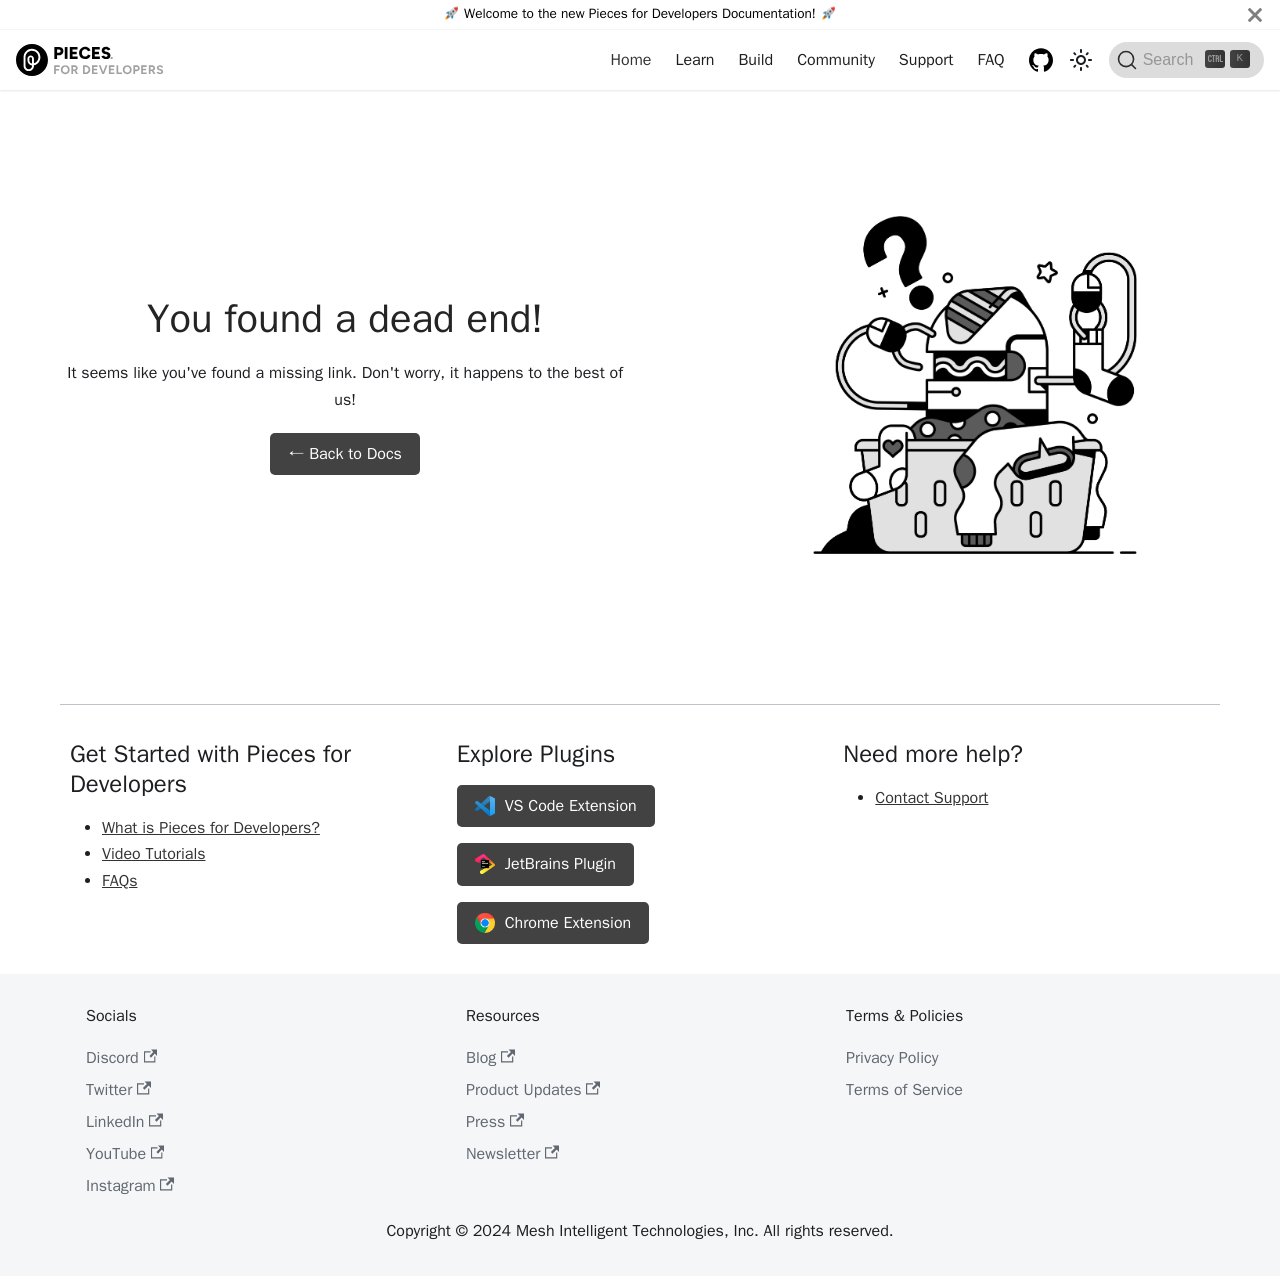 🚀 Welcome to the new Pieces for Developers Documentation! 🚀
PIECES.
FOR DEVELOPERS
Home
Learn
Build
Community
Support
FAQ
Search
CTRL
K
You found a dead end!
It seems like you've found a missing link. Don't worry, it happens to the best of
us!
← Back to Docs
Get Started with Pieces for
Developers
What is Pieces for Developers?
Video Tutorials
FAQs
Explore Plugins
VS Code Extension
JetBrains Plugin
Chrome Extension
Need more help?
Contact Support
Socials
Discord
Twitter
LinkedIn
YouTube
Instagram
Resources
Blog
Product Updates
Press
Newsletter
Terms & Policies
Privacy Policy
Terms of Service
Copyright © 2024 Mesh Intelligent Technologies, Inc. All rights reserved.